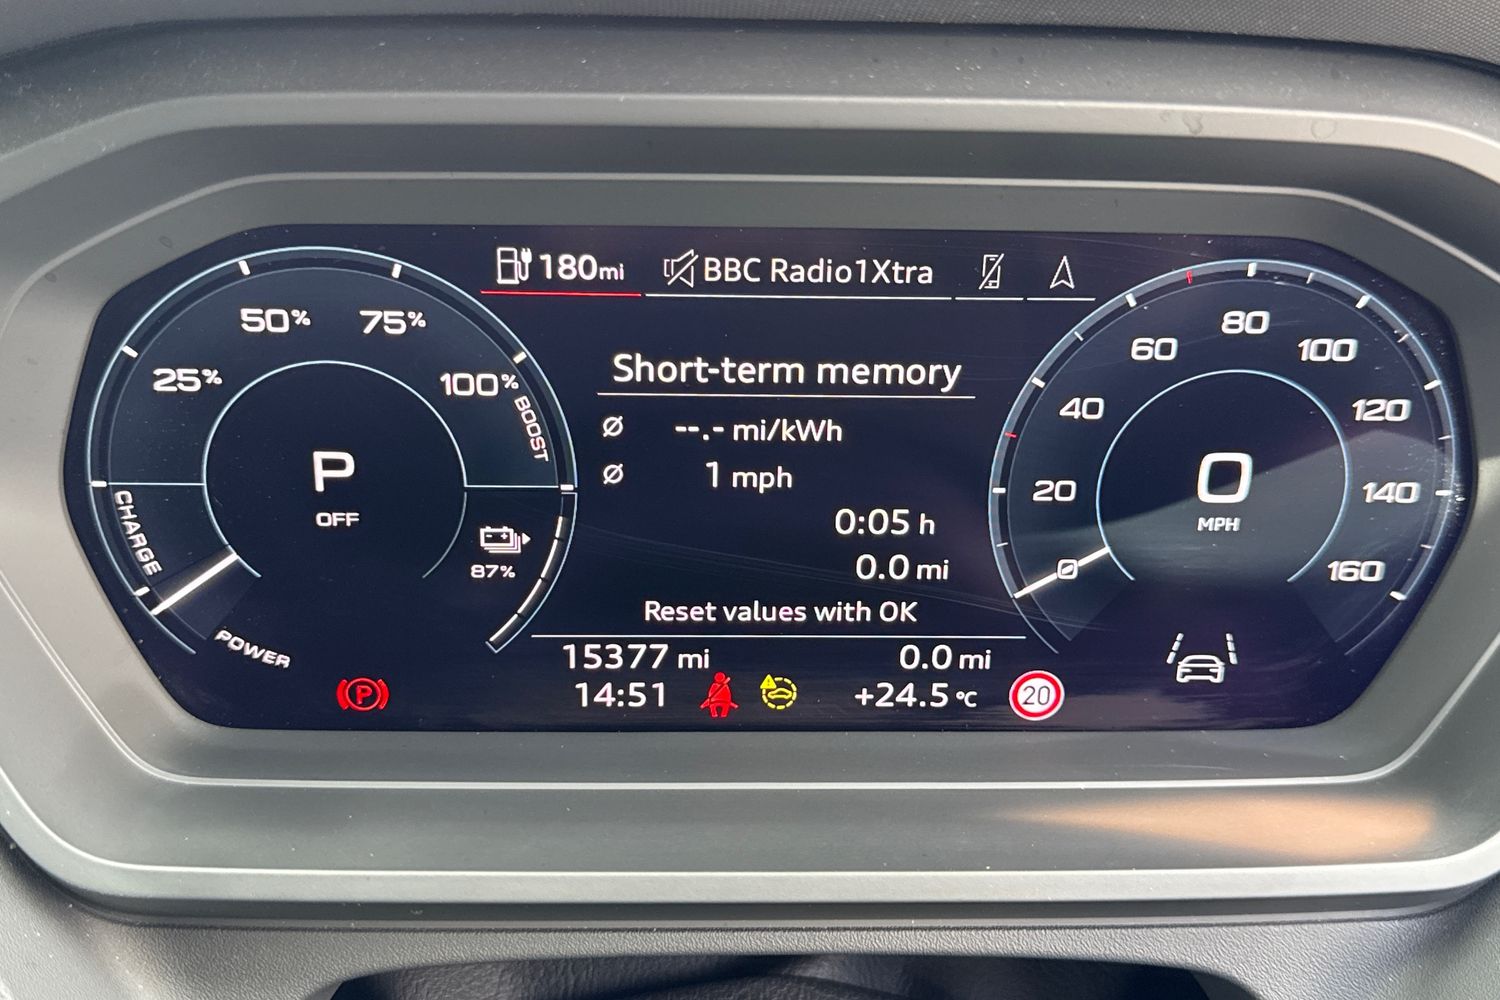 180mi
BBC Radio1Xtra
25%
50%
75%
100%
BOOST
CHARGE
POWER
P
OFF
87%
Short-term memory
Ø --.- mi/kWh
Ø 1 mph
0:05 h
0.0 mi
Reset values with OK
15377 mi
0.0 mi
14:51
+24.5 °C
20
P
0
20
40
60
80
100
120
140
160
0
MPH